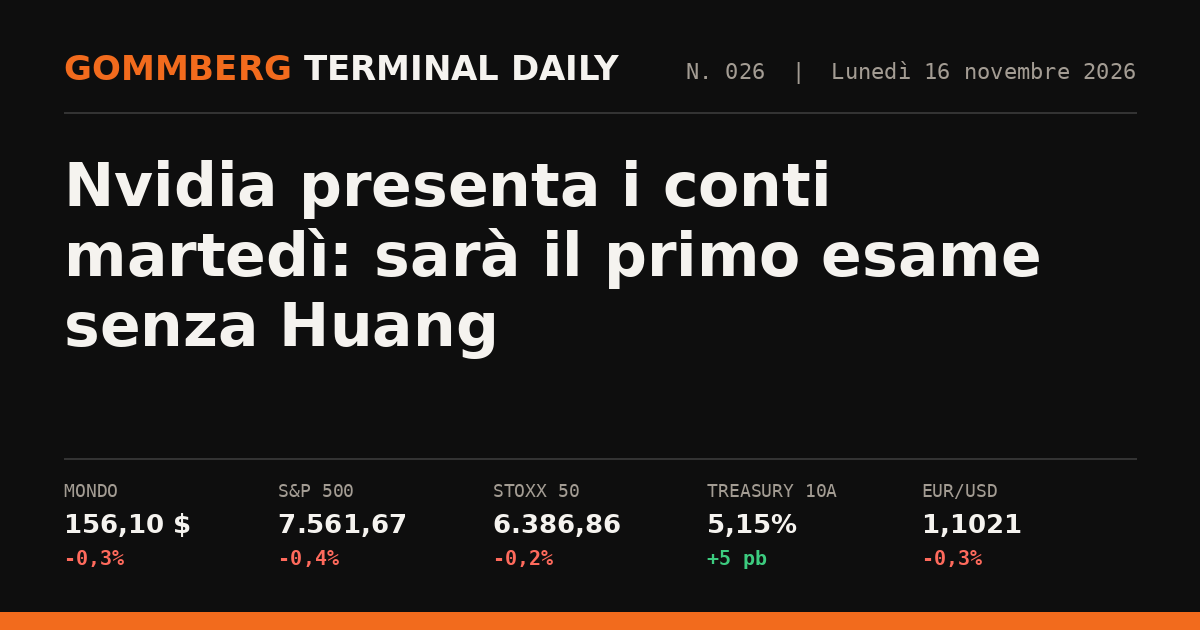 GOMMBERG TERMINAL DAILY
N. 026 | Lunedì 16 novembre 2026
Nvidia presenta i conti
martedì: sarà il primo esame
senza Huang
MONDO
156,10 $
-0,3%
S&P 500
7.561,67
-0,4%
STOXX 50
6.386,86
-0,2%
TREASURY 10A
5,15%
+5 pb
EUR/USD
1,1021
-0,3%